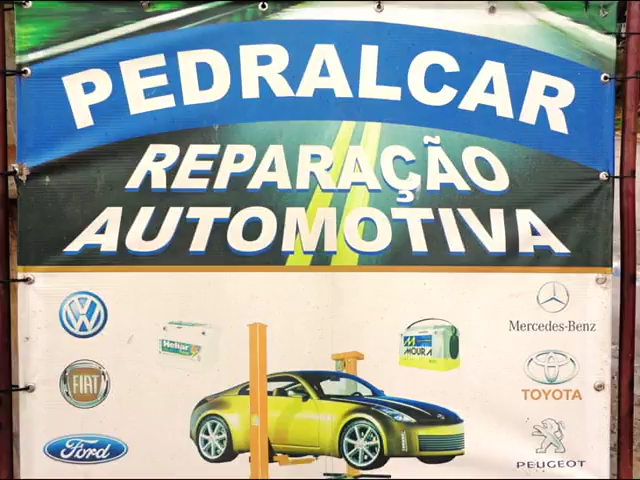 PEDRALCAR
REPARAÇÃO
AUTOMOTIVA
Heliar
MOURA
Mercedes-Benz
FIAT
TOYOTA
Ford
PEUGEOT